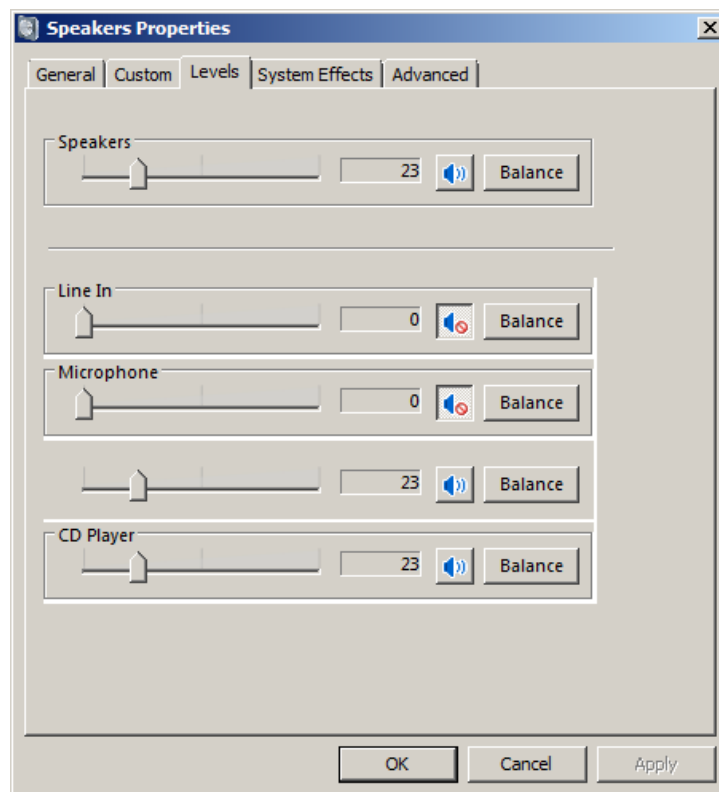 Speakers Properties
General Custom Levels System Effects Advanced
Speakers
23 Balance
Line In
0 Balance
Microphone
0 Balance
23 Balance
CD Player
23 Balance
OK Cancel Apply